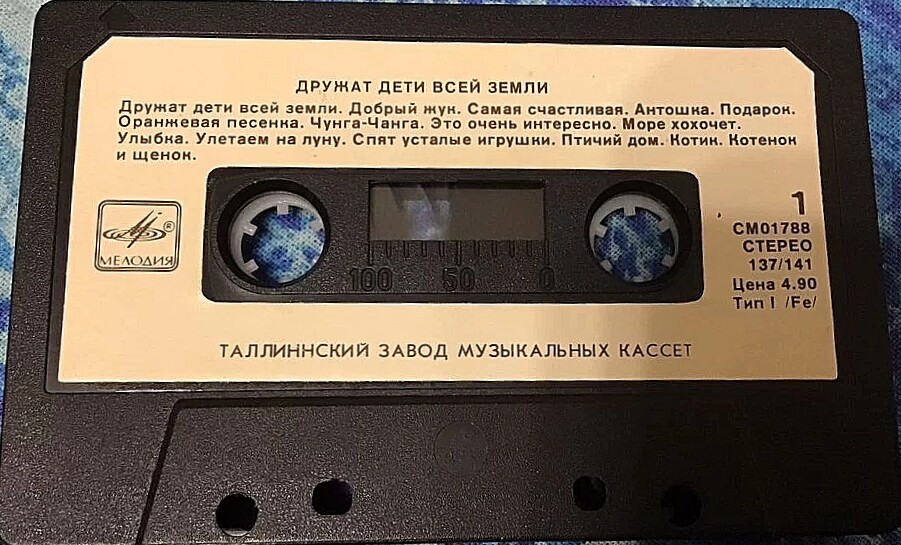 ДРУЖАТ ДЕТИ ВСЕЙ ЗЕМЛИ
Дружат дети всей земли. Добрый жук. Самая счастливая. Антошка. Подарок.
Оранжевая песенка. Чунга-Чанга. Это очень интересно. Море хохочет.
Улыбка. Улетаем на луну. Спят усталые игрушки. Птичий дом. Котик. Котенок
и щенок.
®
МЕЛОДИЯ
100 50 0
1
СМ01788
СТЕРЕО
137/141
Цена 4.90
Тип I /Fe/
ТАЛЛИННСКИЙ ЗАВОД МУЗЫКАЛЬНЫХ КАССЕТ